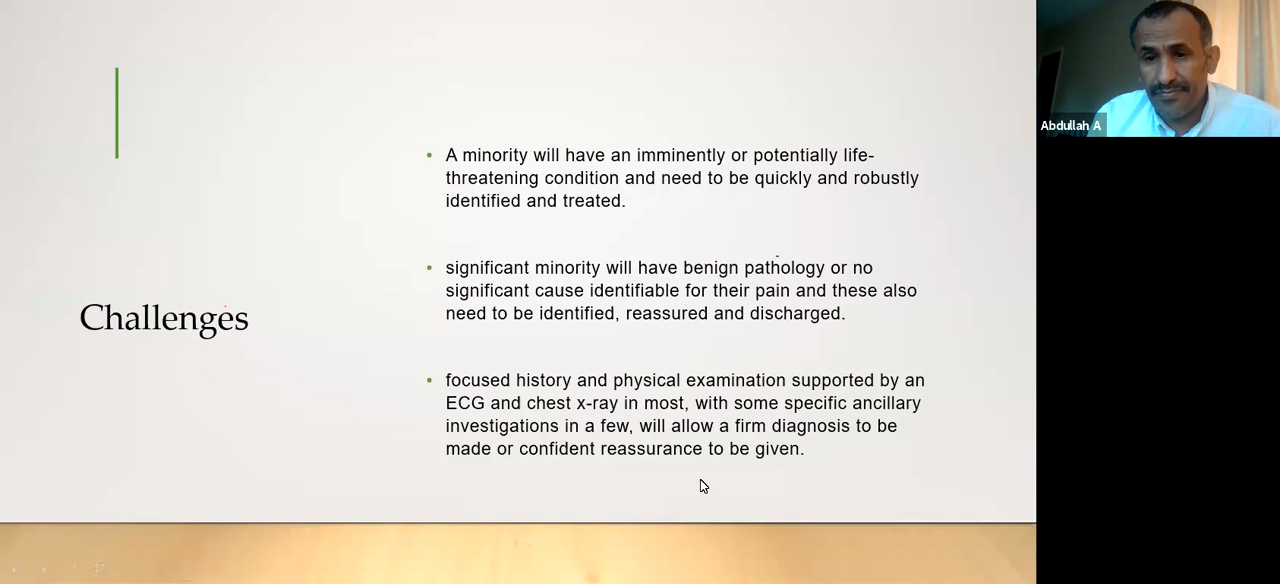 Challenges
A minority will have an imminently or potentially life-
threatening condition and need to be quickly and robustly
identified and treated.
significant minority will have benign pathology or no
significant cause identifiable for their pain and these also
need to be identified, reassured and discharged.
focused history and physical examination supported by an
ECG and chest x-ray in most, with some specific ancillary
investigations in a few, will allow a firm diagnosis to be
made or confident reassurance to be given.
Abdullah A